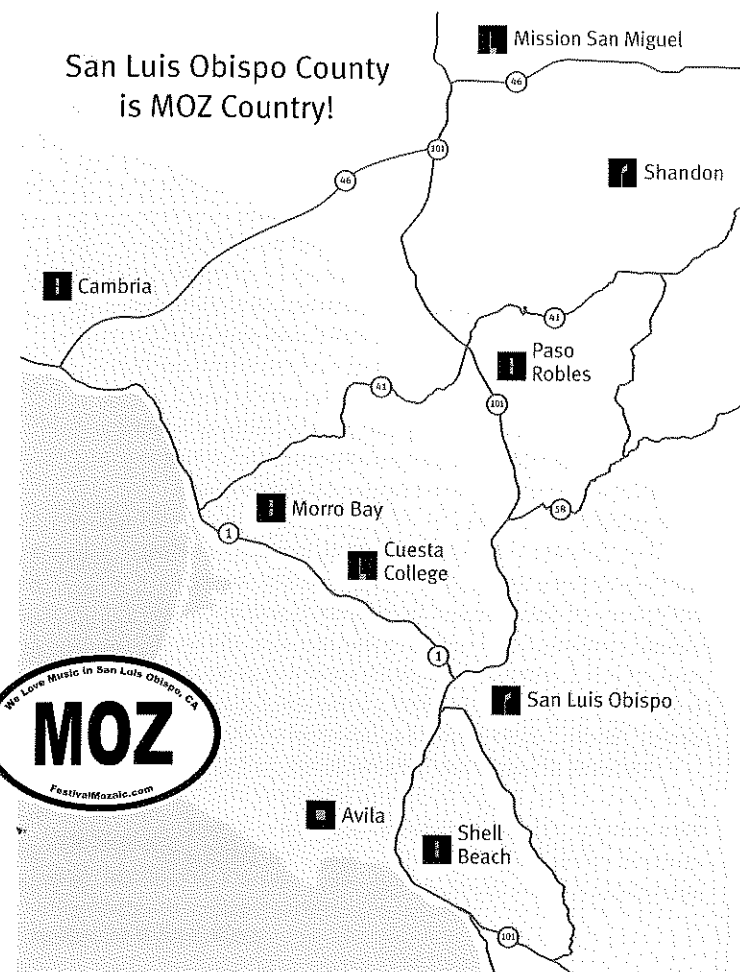 San Luis Obispo County
is MOZ Country!
Mission San Miguel
46
101
46
Shandon
Cambria
41
Paso
Robles
41
101
Morro Bay
58
1
Cuesta
College
1
San Luis Obispo
We Love Music in San Luis Obispo, CA
MOZ
FestivalMozaic.com
Avila
Shell
Beach
101